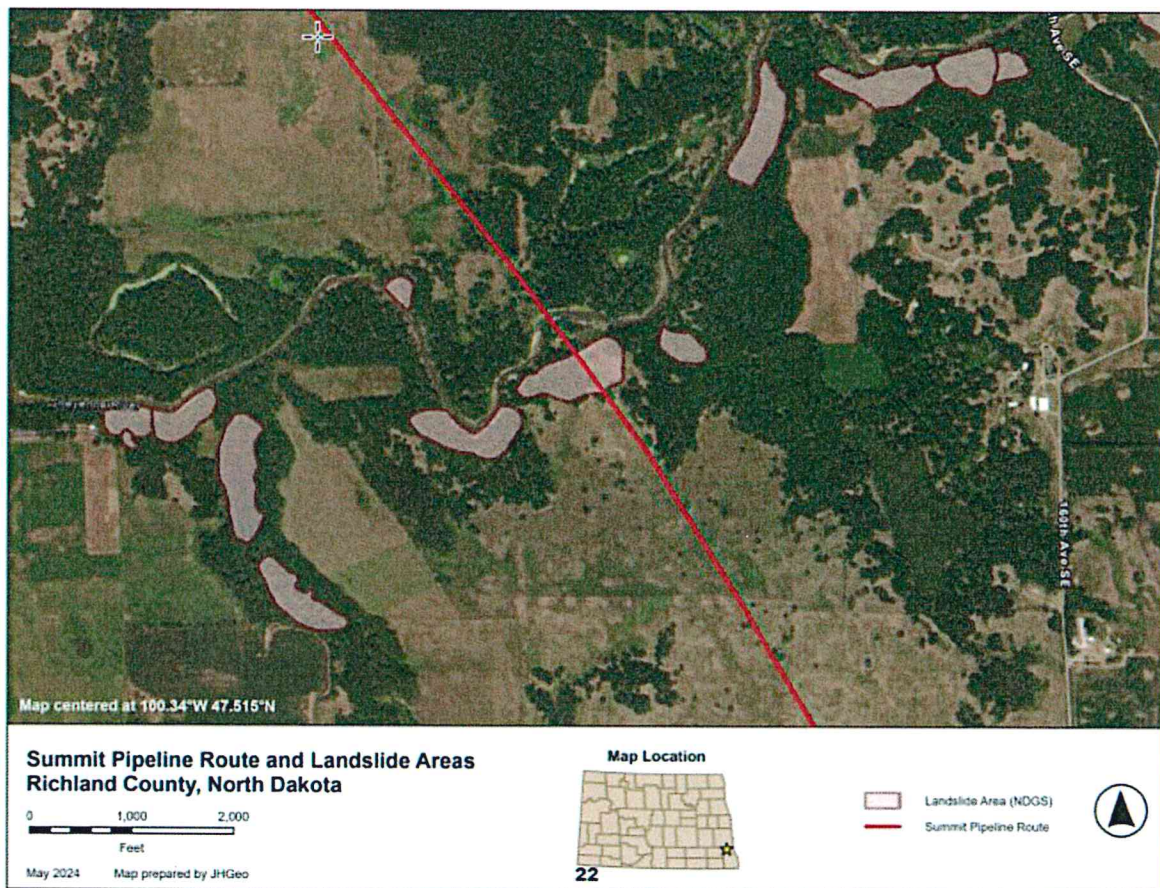 h Ave SE
160th Ave SE
Map centered at 100.34°W 47.515°N
Summit Pipeline Route and Landslide Areas
Richland County, North Dakota
0 1,000 2,000
Feet
May 2024 Map prepared by JHGeo
Map Location
22
Landslide Area (NDGS)
Summit Pipeline Route